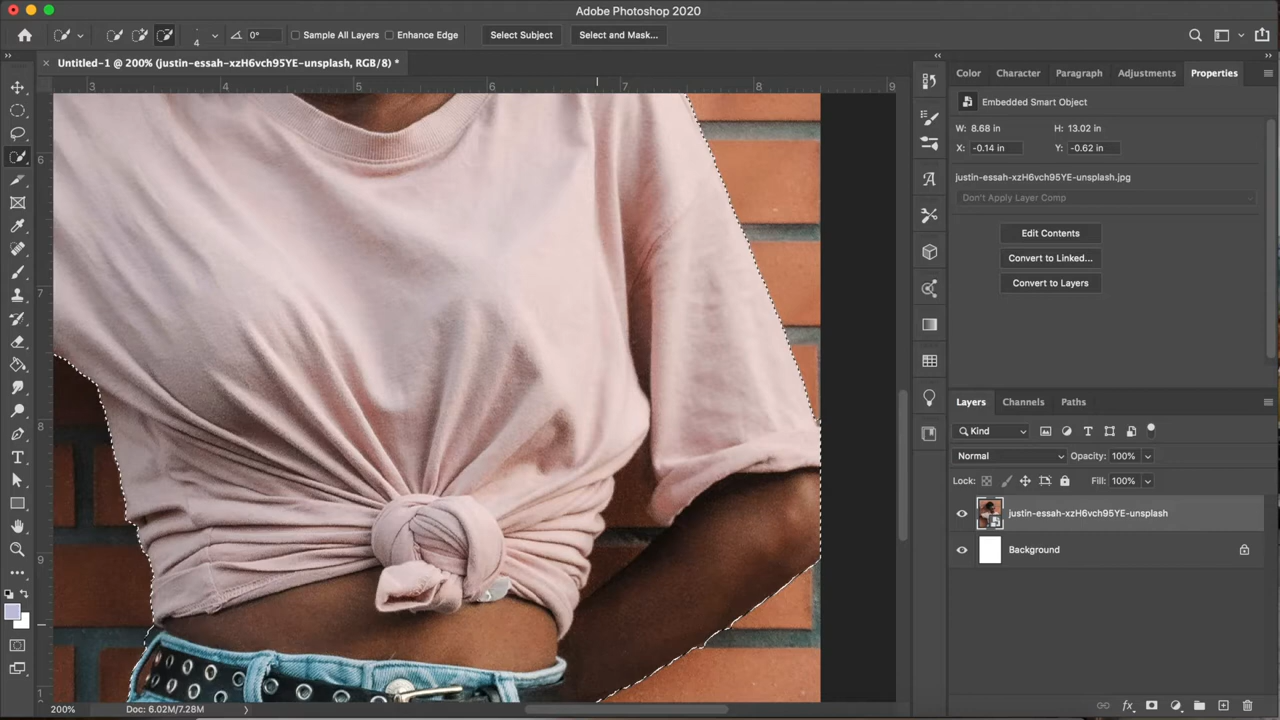 Adobe Photoshop 2020
4 0° Sample All Layers Enhance Edge Select Subject Select and Mask...
Untitled-1 @ 200% (justin-essah-xzH6vch95YE-unsplash, RGB/8) *
3 4 5 6 7 8 9
6
7
8
9
Color Character Paragraph Adjustments Properties
Embedded Smart Object
W: 8.68 in H: 13.02 in
X: -0.14 in Y: -0.62 in
justin-essah-xzH6vch95YE-unsplash.jpg
Don't Apply Layer Comp
Edit Contents
Convert to Linked...
Convert to Layers
Layers Channels Paths
Kind
Normal Opacity: 100%
Lock: Fill: 100%
justin-essah-xzH6vch95YE-unsplash
Background
200% Doc: 6.02M/7.28M